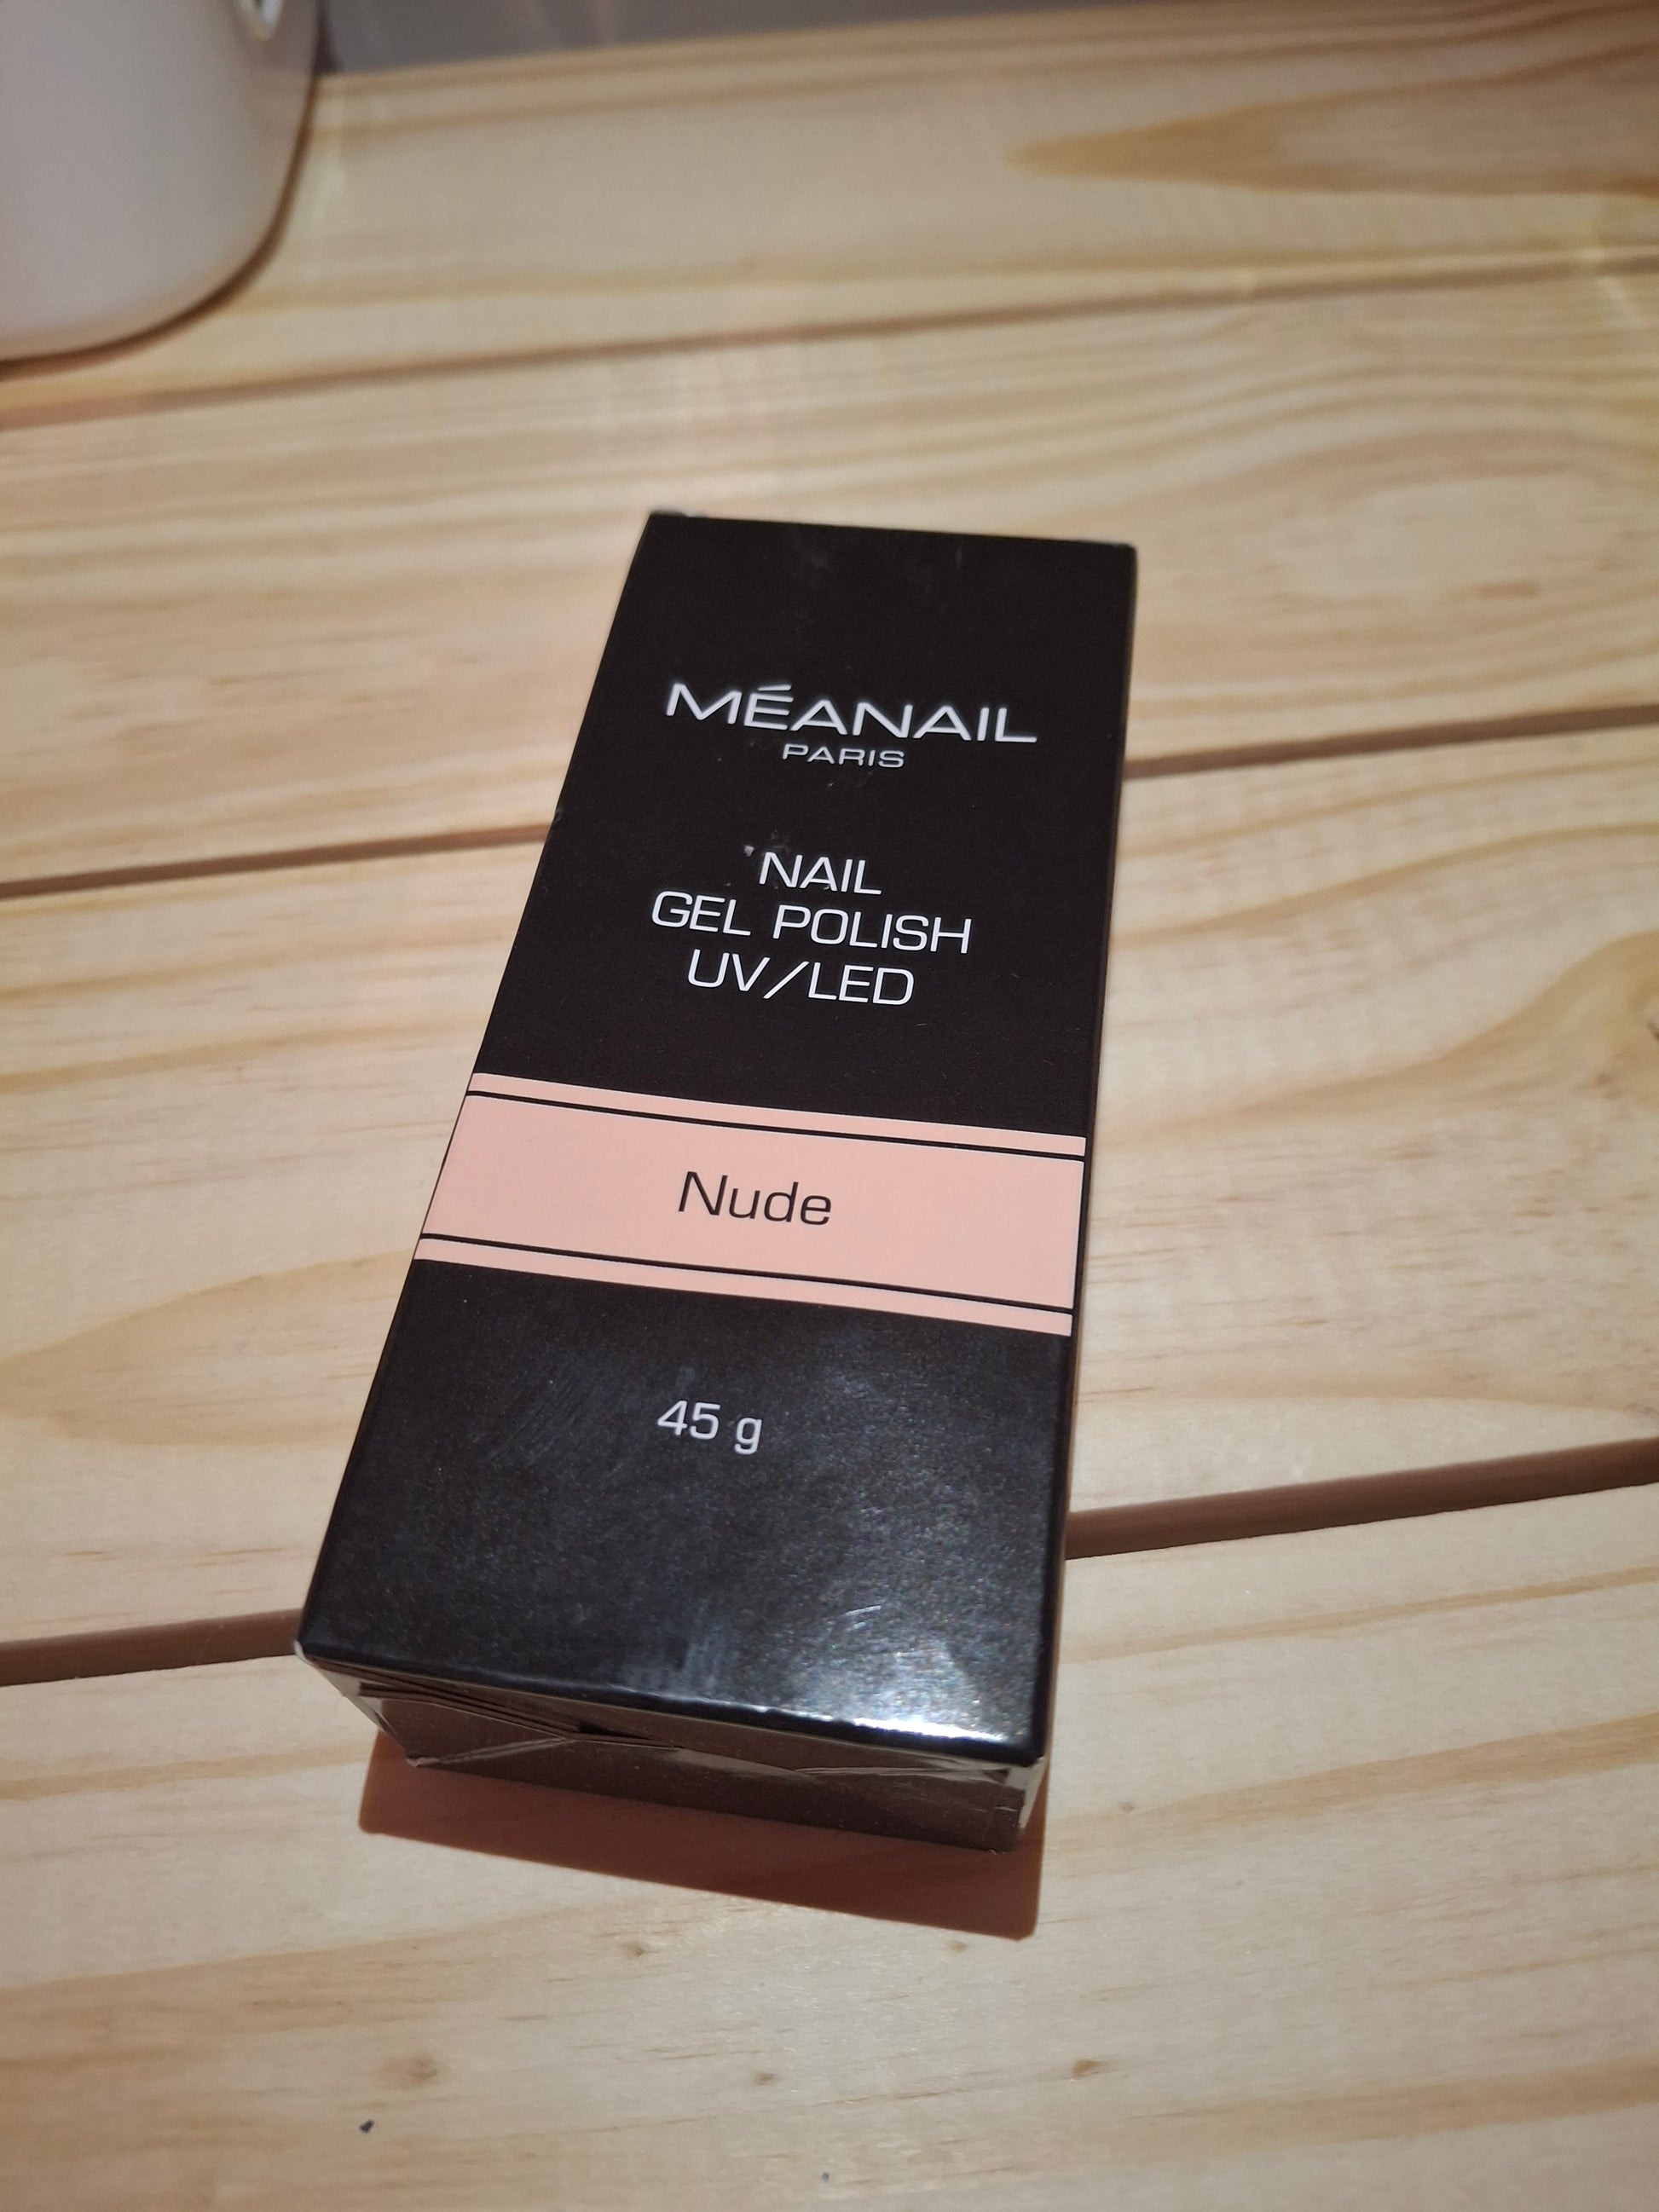 MÉANAIL
PARIS
NAIL
GEL POLISH
UV/LED
Nude
45 g